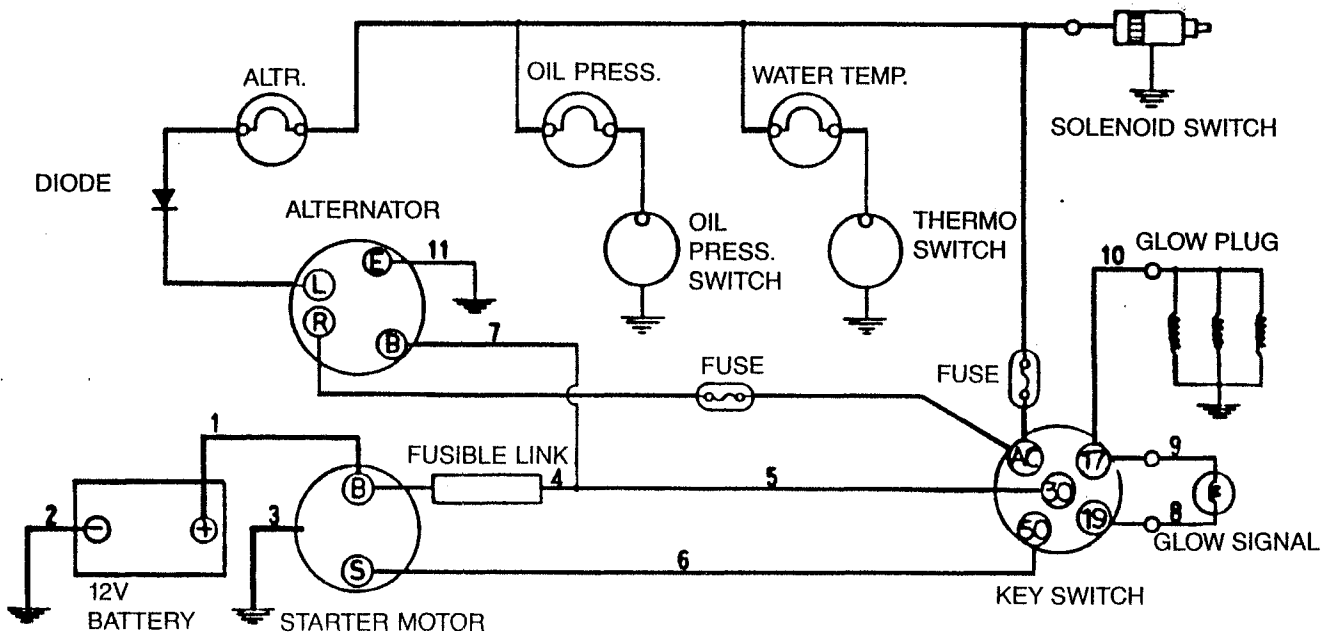 ALTR.
OIL PRESS.
WATER TEMP.
SOLENOID SWITCH
DIODE
ALTERNATOR
OIL
PRESS.
SWITCH
THERMO
SWITCH
GLOW PLUG
10
E
11
L
R
B
7
FUSE
FUSE
1
B
FUSIBLE LINK
4
5
AC
17
9
30
2
3
50
19
8
GLOW SIGNAL
S
6
12V
BATTERY
STARTER MOTOR
KEY SWITCH